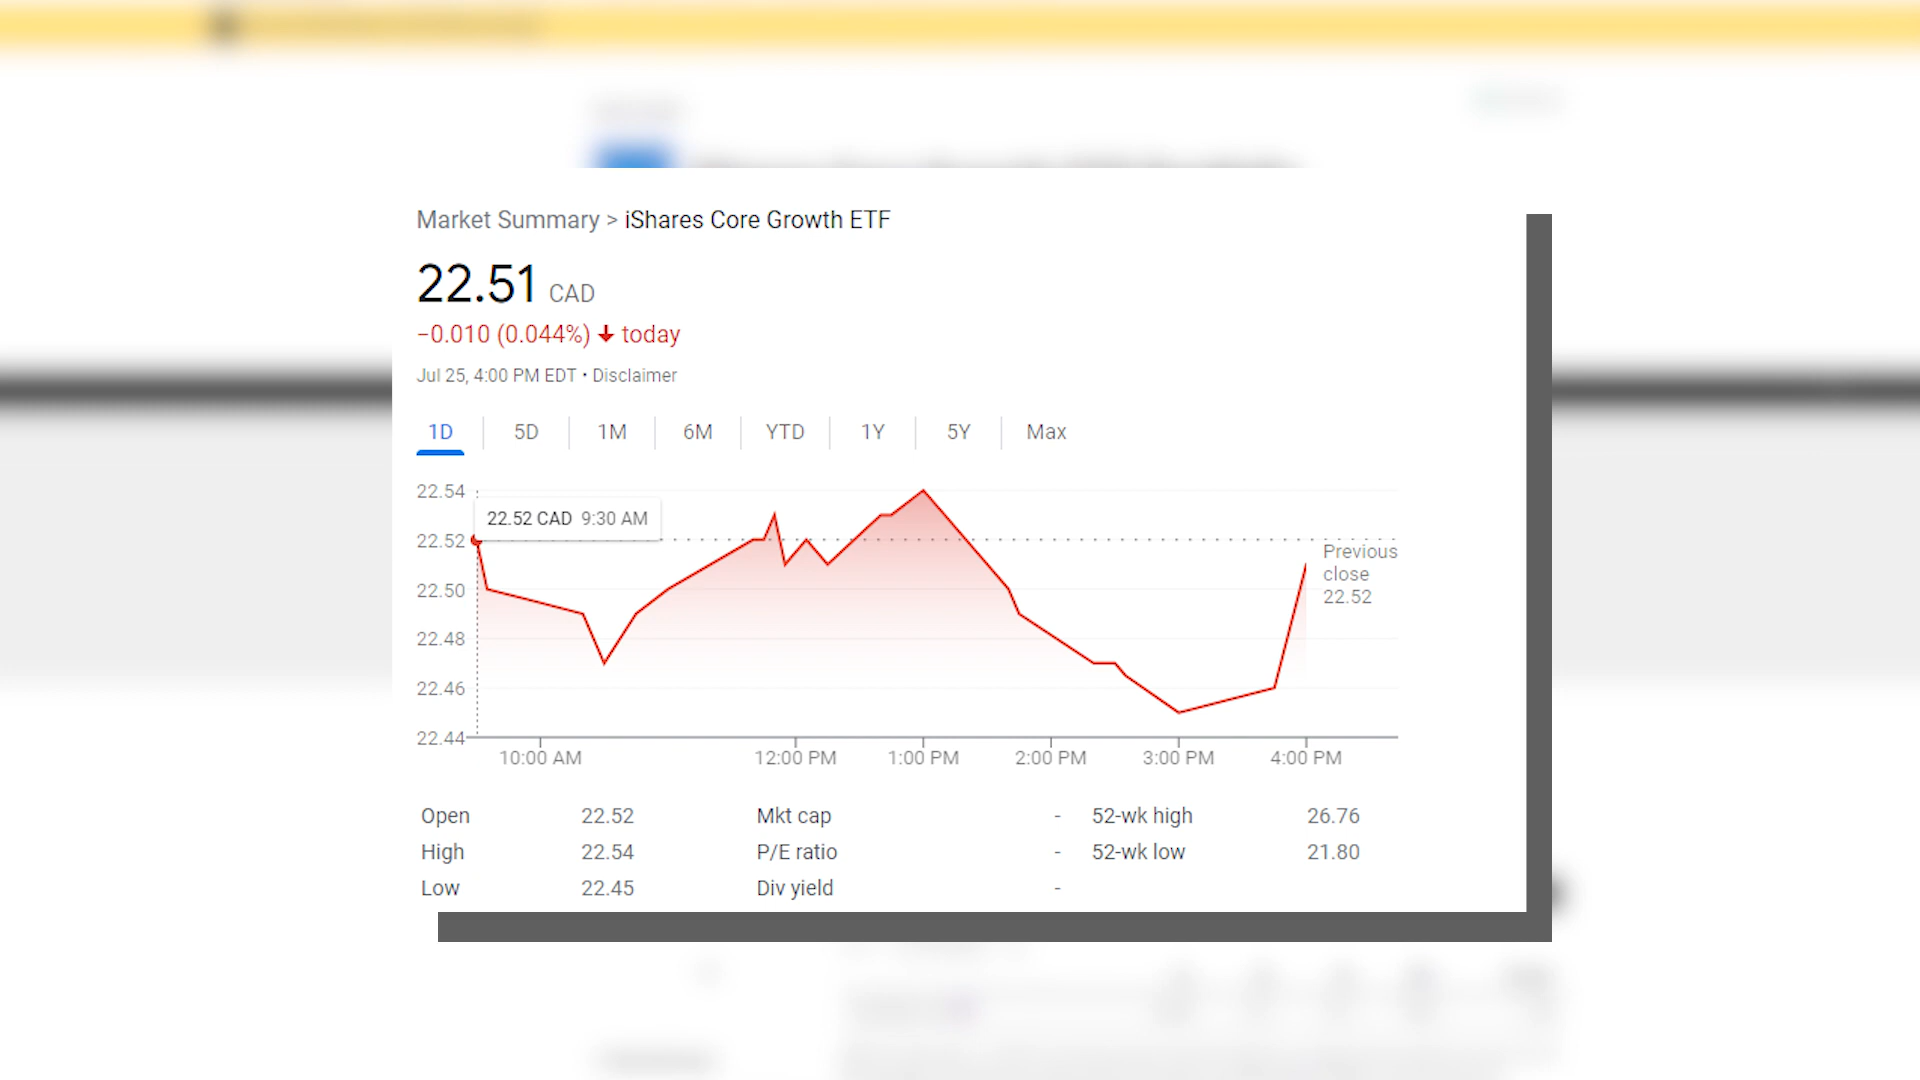 Market Summary > iShares Core Growth ETF
22.51 CAD
−0.010 (0.044%) ↓ today
Jul 25, 4:00 PM EDT • Disclaimer
1D 5D 1M 6M YTD 1Y 5Y Max
22.54
22.52 CAD 9:30 AM
22.52
Previous
close
22.52
22.50
22.48
22.46
22.44
10:00 AM 12:00 PM 1:00 PM 2:00 PM 3:00 PM 4:00 PM
Open 22.52 Mkt cap - 52-wk high 26.76
High 22.54 P/E ratio - 52-wk low 21.80
Low 22.45 Div yield -